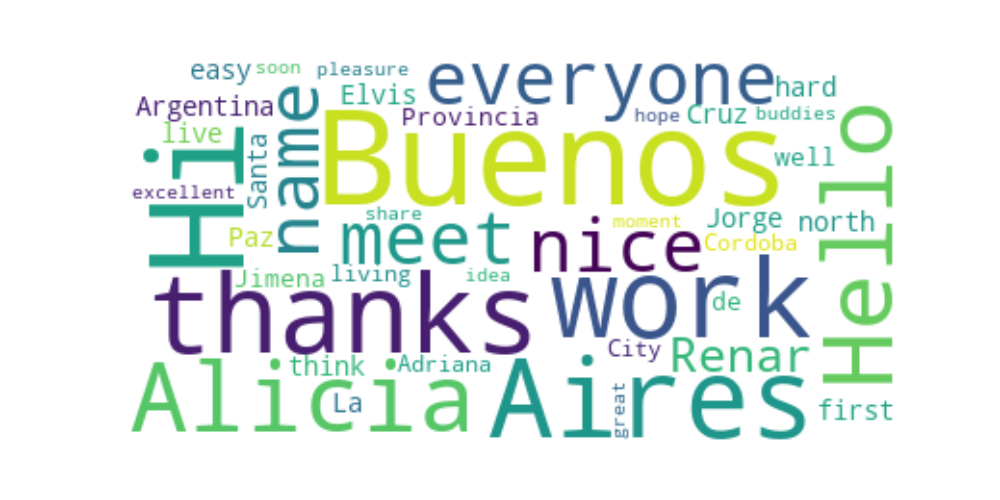 easy soon pleasure everyone hard
Argentina name Elvis Provincia hope Cruz buddies
live Hi Santa Buenos well Hello
excellent
share moment Jorge north
Paz meet nice Cordoba
Jimena living idea
thanks work de
City Renar
think Adriana
Alicia La Aires great first